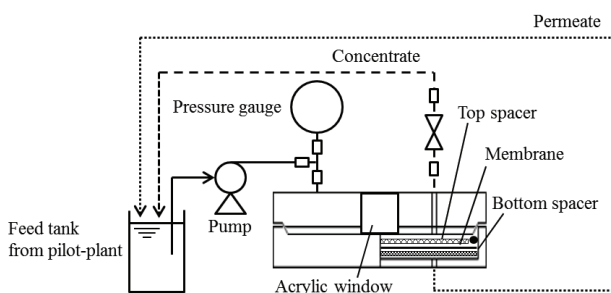 Permeate
Concentrate
Pressure gauge
Top spacer
Membrane
Bottom spacer
Pump
Feed tank
from pilot-plant
Acrylic window